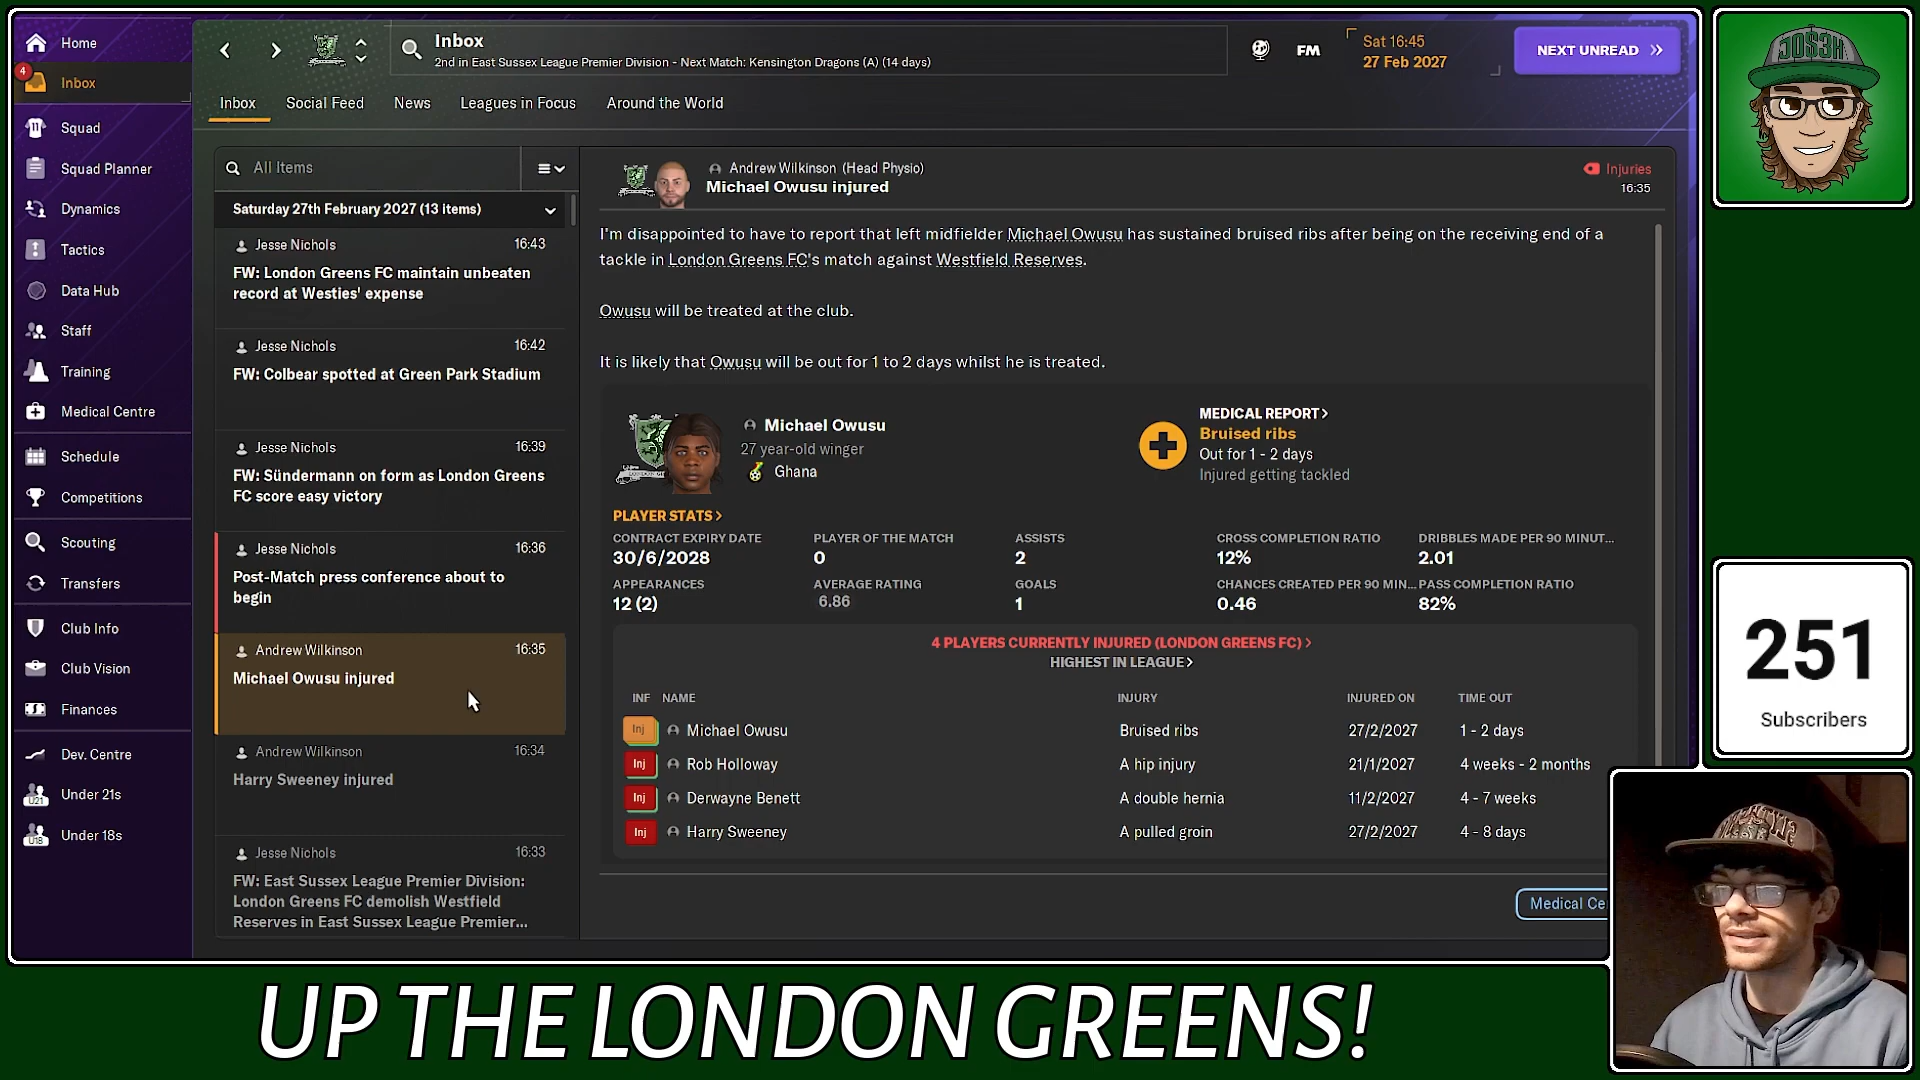 Home
4
Inbox
Squad
Squad Planner
Dynamics
Tactics
Data Hub
Staff
Training
Medical Centre
Schedule
Competitions
Scouting
Transfers
Club Info
Club Vision
Finances
Dev. Centre
U21
Under 21s
U18
Under 18s
Inbox
2nd in East Sussex League Premier Division - Next Match: Kensington Dragons (A) (14 days)
FM
Sat 16:45
27 Feb 2027
NEXT UNREAD
Inbox
Social Feed
News
Leagues in Focus
Around the World
All Items
Saturday 27th February 2027 (13 items)
Jesse Nichols 16:43
FW: London Greens FC maintain unbeaten
record at Westies' expense
Jesse Nichols 16:42
FW: Colbear spotted at Green Park Stadium
Jesse Nichols 16:39
FW: Sündermann on form as London Greens
FC score easy victory
Jesse Nichols 16:36
Post-Match press conference about to
begin
Andrew Wilkinson 16:35
Michael Owusu injured
Andrew Wilkinson 16:34
Harry Sweeney injured
Jesse Nichols 16:33
FW: East Sussex League Premier Division:
London Greens FC demolish Westfield
Reserves in East Sussex League Premier...
Andrew Wilkinson (Head Physio)
Michael Owusu injured
Injuries
16:35
I'm disappointed to have to report that left midfielder Michael Owusu has sustained bruised ribs after being on the receiving end of a
tackle in London Greens FC's match against Westfield Reserves.
Owusu will be treated at the club.
It is likely that Owusu will be out for 1 to 2 days whilst he is treated.
Michael Owusu
27 year-old winger
Ghana
MEDICAL REPORT
Bruised ribs
Out for 1 - 2 days
Injured getting tackled
PLAYER STATS
CONTRACT EXPIRY DATE PLAYER OF THE MATCH ASSISTS CROSS COMPLETION RATIO DRIBBLES MADE PER 90 MINUT...
30/6/2028 0 2 12% 2.01
APPEARANCES AVERAGE RATING GOALS CHANCES CREATED PER 90 MIN... PASS COMPLETION RATIO
12 (2) 6.86 1 0.46 82%
4 PLAYERS CURRENTLY INJURED (LONDON GREENS FC)
HIGHEST IN LEAGUE
INF NAME INJURY INJURED ON TIME OUT
Inj Michael Owusu Bruised ribs 27/2/2027 1 - 2 days
Inj Rob Holloway A hip injury 21/1/2027 4 weeks - 2 months
Inj Derwayne Benett A double hernia 11/2/2027 4 - 7 weeks
Inj Harry Sweeney A pulled groin 27/2/2027 4 - 8 days
Medical Ce
JOS3H
251
Subscribers
UP THE LONDON GREENS!